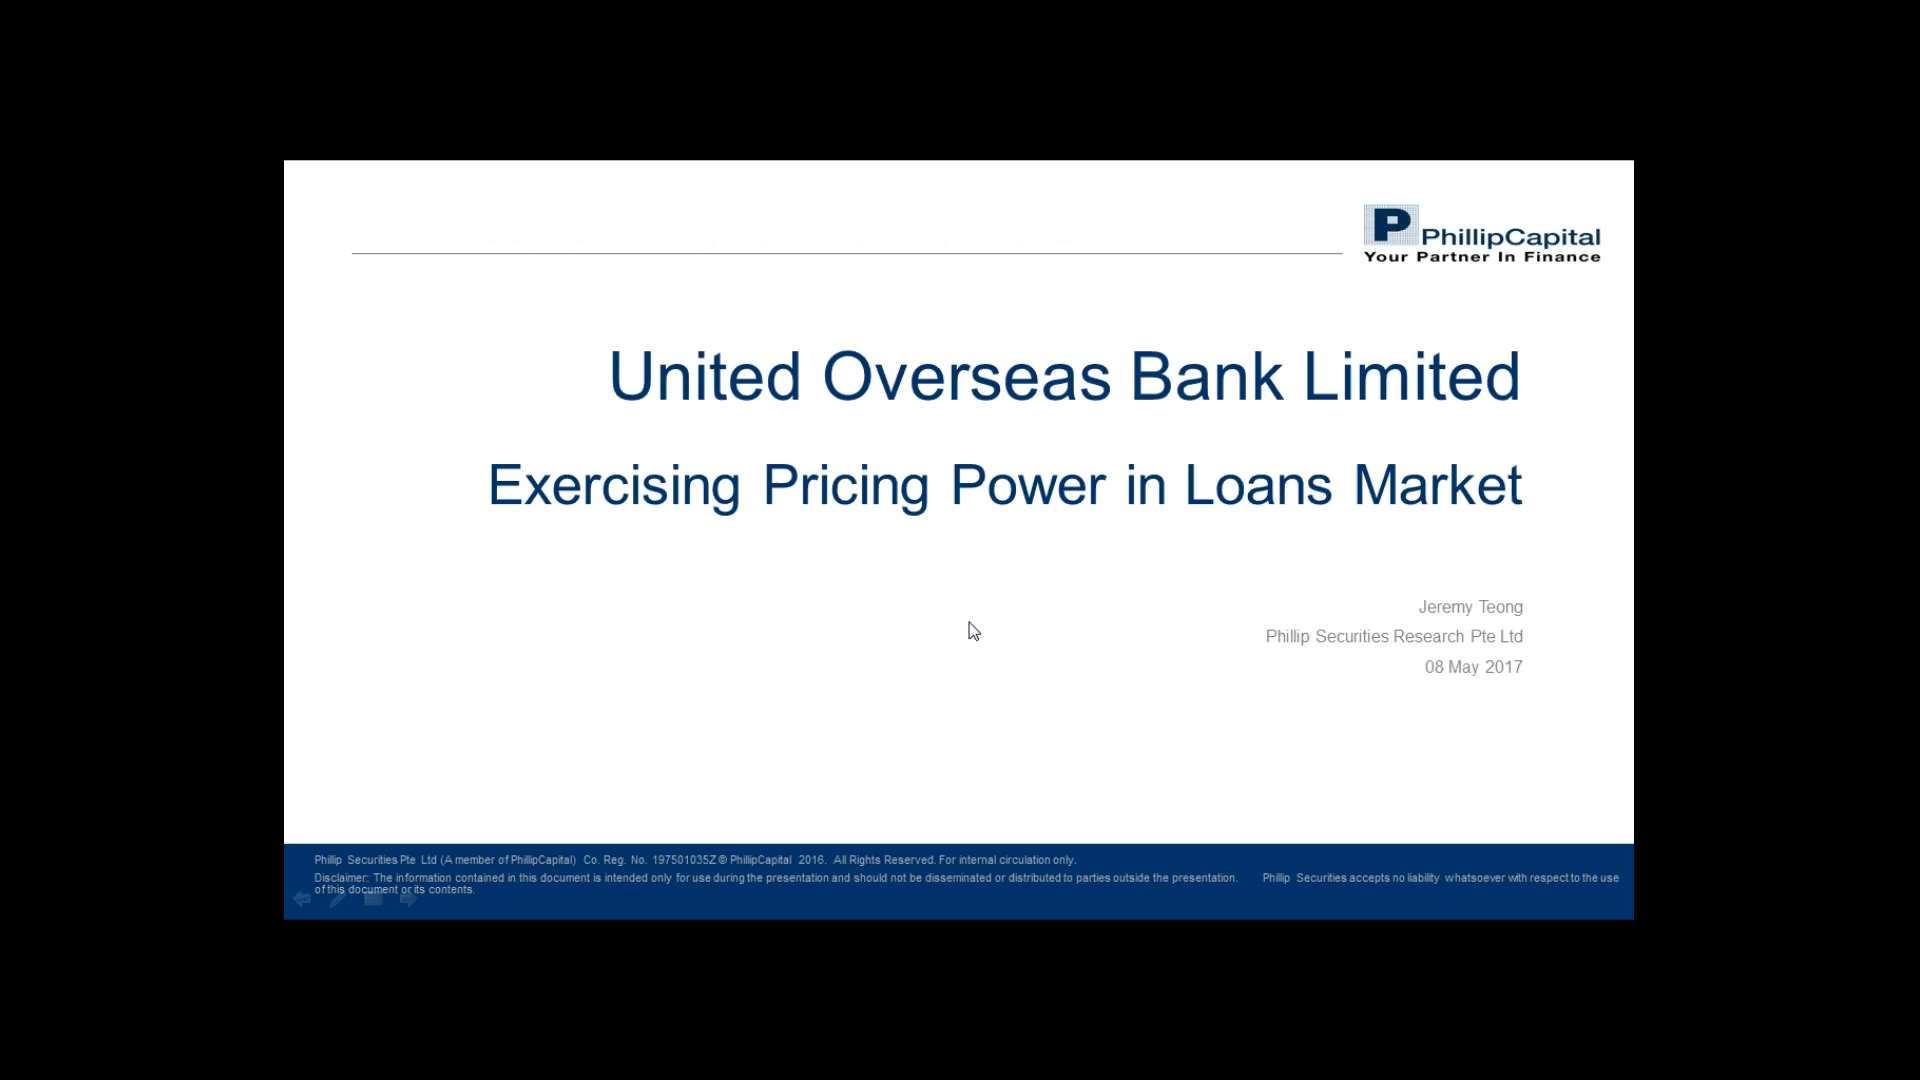 P PhillipCapital
Your Partner In Finance
United Overseas Bank Limited
Exercising Pricing Power in Loans Market
Jeremy Teong
Phillip Securities Research Pte Ltd
08 May 2017
Phillip Securities Pte Ltd (A member of PhillipCapital) Co. Reg. No. 197501035Z © PhillipCapital 2016. All Rights Reserved. For internal circulation only.
Disclaimer: The information contained in this document is intended only for use during the presentation and should not be disseminated or distributed to parties outside the presentation. Phillip Securities accepts no liability whatsoever with respect to the use
of this document or its contents.